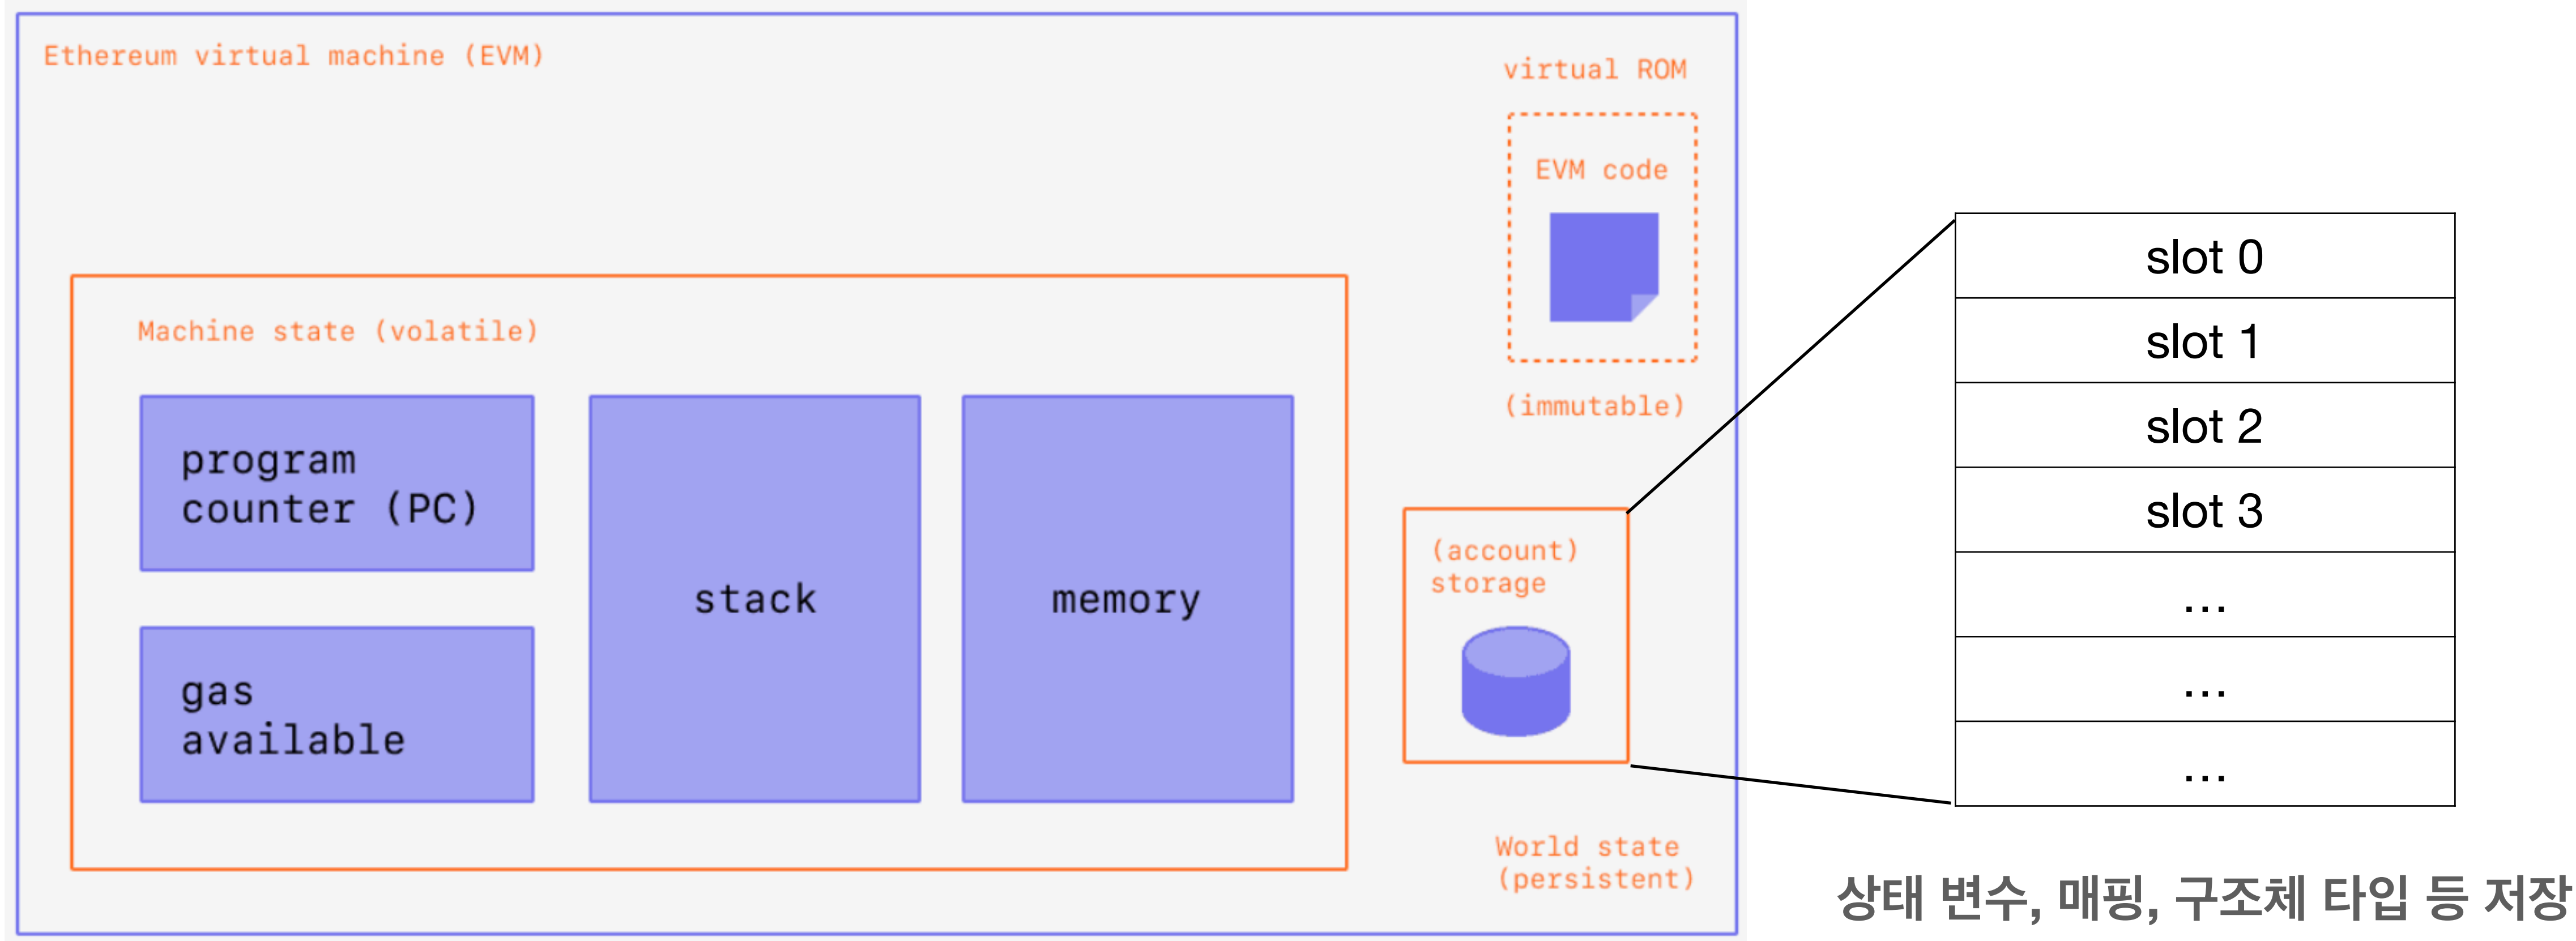 Ethereum virtual machine (EVM)
virtual ROM
EVM code
(immutable)
Machine state (volatile)
program
counter (PC)
gas
available
stack
memory
(account)
storage
World state
(persistent)
slot 0
slot 1
slot 2
slot 3
...
...
...
상태 변수, 매핑, 구조체 타입 등 저장